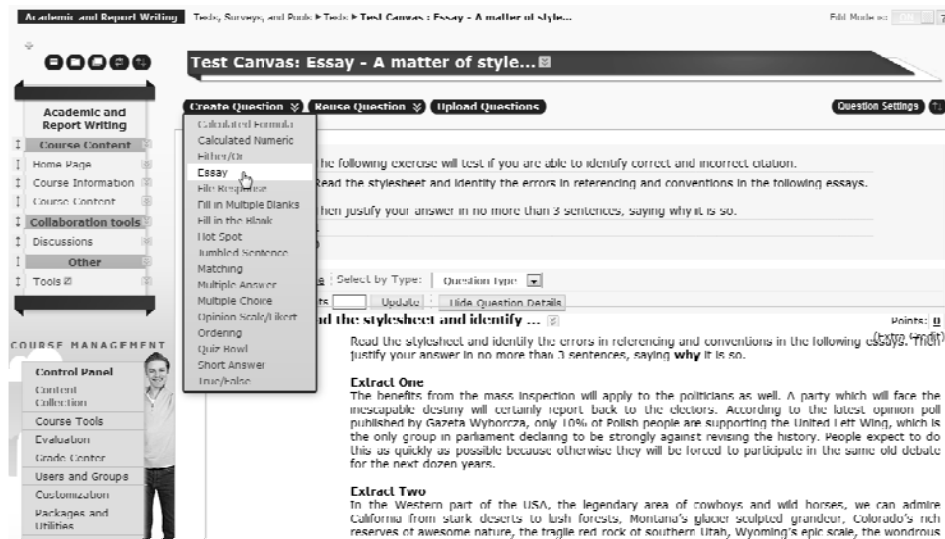 Academic and Report Writing Tests, Surveys, and Pools Tests Test Canvas : Essay - A matter of style... Edit Mode is:
Test Canvas: Essay - A matter of style...
Create Question Reuse Question Upload Questions Question Settings
Academic and
Report Writing
Course Content
Home Page
Course Information
Course Content
Collaboration tools
Discussions
Other
Tools
COURSE MANAGEMENT
Control Panel
Content
Collection
Course Tools
Evaluation
Grade Center
Users and Groups
Customization
Packages and
Utilities
Calculated Formula
Calculated Numeric
Either/Or
Essay
File Response
Fill in Multiple Blanks
Fill in the Blank
Hot Spot
Jumbled Sentence
Matching
Multiple Answer
Multiple Choice
Opinion Scale/Likert
Ordering
Quiz Bowl
Short Answer
True/False
he following exercise will test if you are able to identify correct and incorrect citation.
Read the stylesheet and identify the errors in referencing and conventions in the following essays.
hen justify your answer in no more than 3 sentences, saying why it is so.
Select by Type: Question Type
ts Update Hide Question Details
d the stylesheet and identify ... Points: 0
(Extra Credit)
Read the stylesheet and identify the errors in referencing and conventions in the following essays. Then
justify your answer in no more than 3 sentences, saying why it is so.
Extract One
The benefits from the mass inspection will apply to the politicians as well. A party which will face the
inescapable destiny will certainly report back to the electors. According to the latest opinion poll
published by Gazeta Wyborcza, only 10% of Polish people are supporting the United Left Wing, which is
the only group in parliament declaring to be strongly against revising the history. People expect to do
this as quickly as possible because otherwise they will be forced to participate in the same old debate
for the next dozen years.
Extract Two
In the Western part of the USA, the legendary area of cowboys and wild horses, we can admire
California from stark deserts to lush forests, Montana's glacier sculpted grandeur, Colorado's rich
reserves of awesome nature, the fragile red rock of southern Utah, Wyoming's epic scale, the wondrous